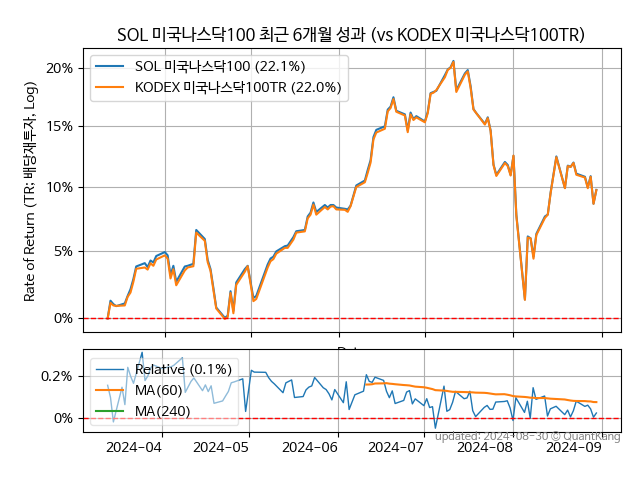 SOL 미국나스닥100 최근 6개월 성과 (vs KODEX 미국나스닥100TR)
SOL 미국나스닥100 (22.1%)
KODEX 미국나스닥100TR (22.0%)
Rate of Return (TR: 배당재투자, Log)
20%
15%
10%
5%
0%
Relative (0.1%)
MA(60)
MA(240)
0.2%
0%
2024-04
2024-05
2024-06
2024-07
2024-08
2024-09
updated: 2024-08-30 © QuantKang